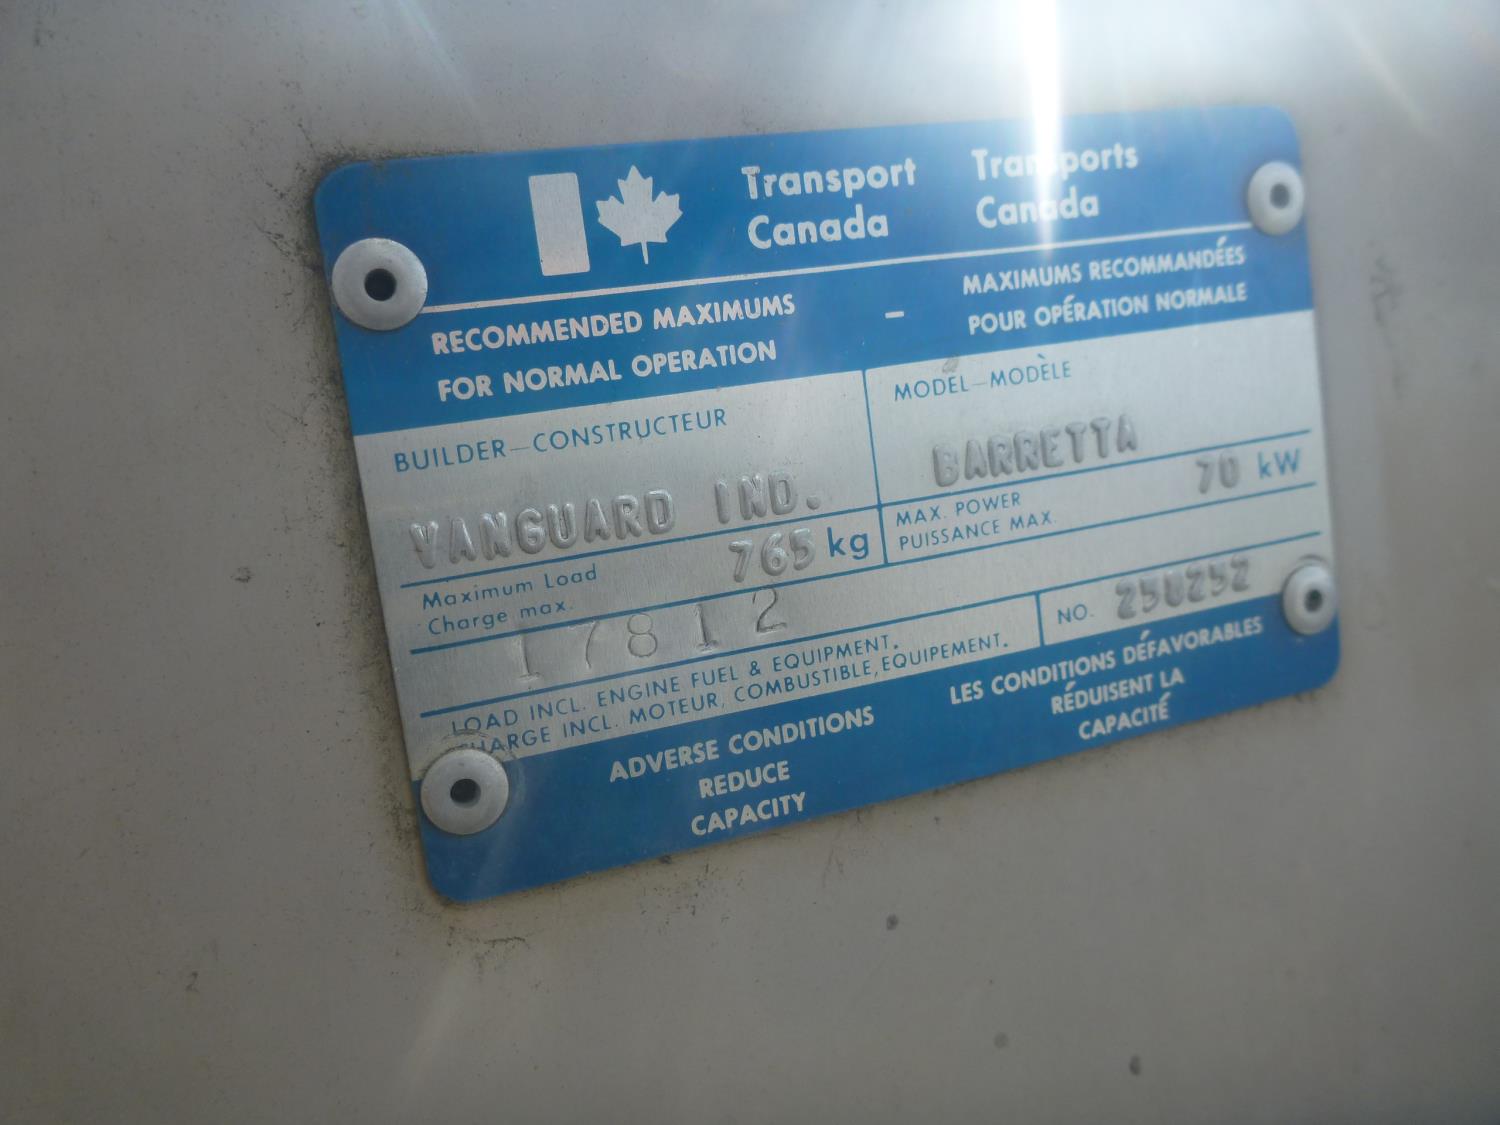 Transport
Canada
Transports
Canada
RECOMMENDED MAXIMUMS
FOR NORMAL OPERATION
–
MAXIMUMS RECOMMANDÉES
POUR OPÉRATION NORMALE
BUILDER—CONSTRUCTEUR
VANGUARD IND.
MODEL—MODÈLE
BARRETTA
Maximum Load
Charge max.
765 kg
MAX. POWER
PUISSANCE MAX.
70 kW
17812
LOAD INCL. ENGINE FUEL & EQUIPMENT.
CHARGE INCL. MOTEUR, COMBUSTIBLE, EQUIPEMENT.
NO.
ADVERSE CONDITIONS
REDUCE
CAPACITY
LES CONDITIONS DÉFAVORABLES
RÉDUISENT LA
CAPACITÉ